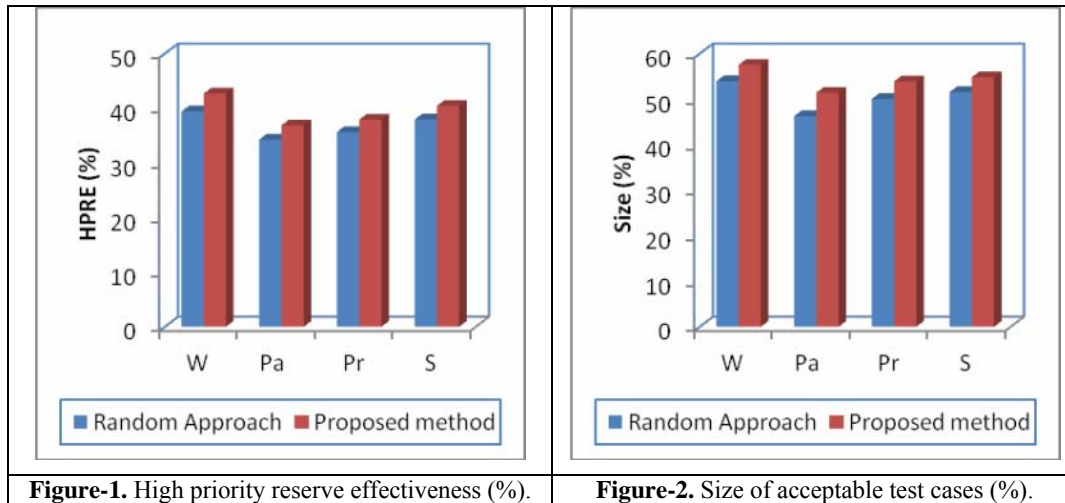 50
40
30
20
10
0
HPRE (%)
W Pa Pr S
Random Approach Proposed method
Figure-1. High priority reserve effectiveness (%).
60
50
40
30
20
10
0
Size (%)
W Pa Pr S
Random Approach Proposed method
Figure-2. Size of acceptable test cases (%).